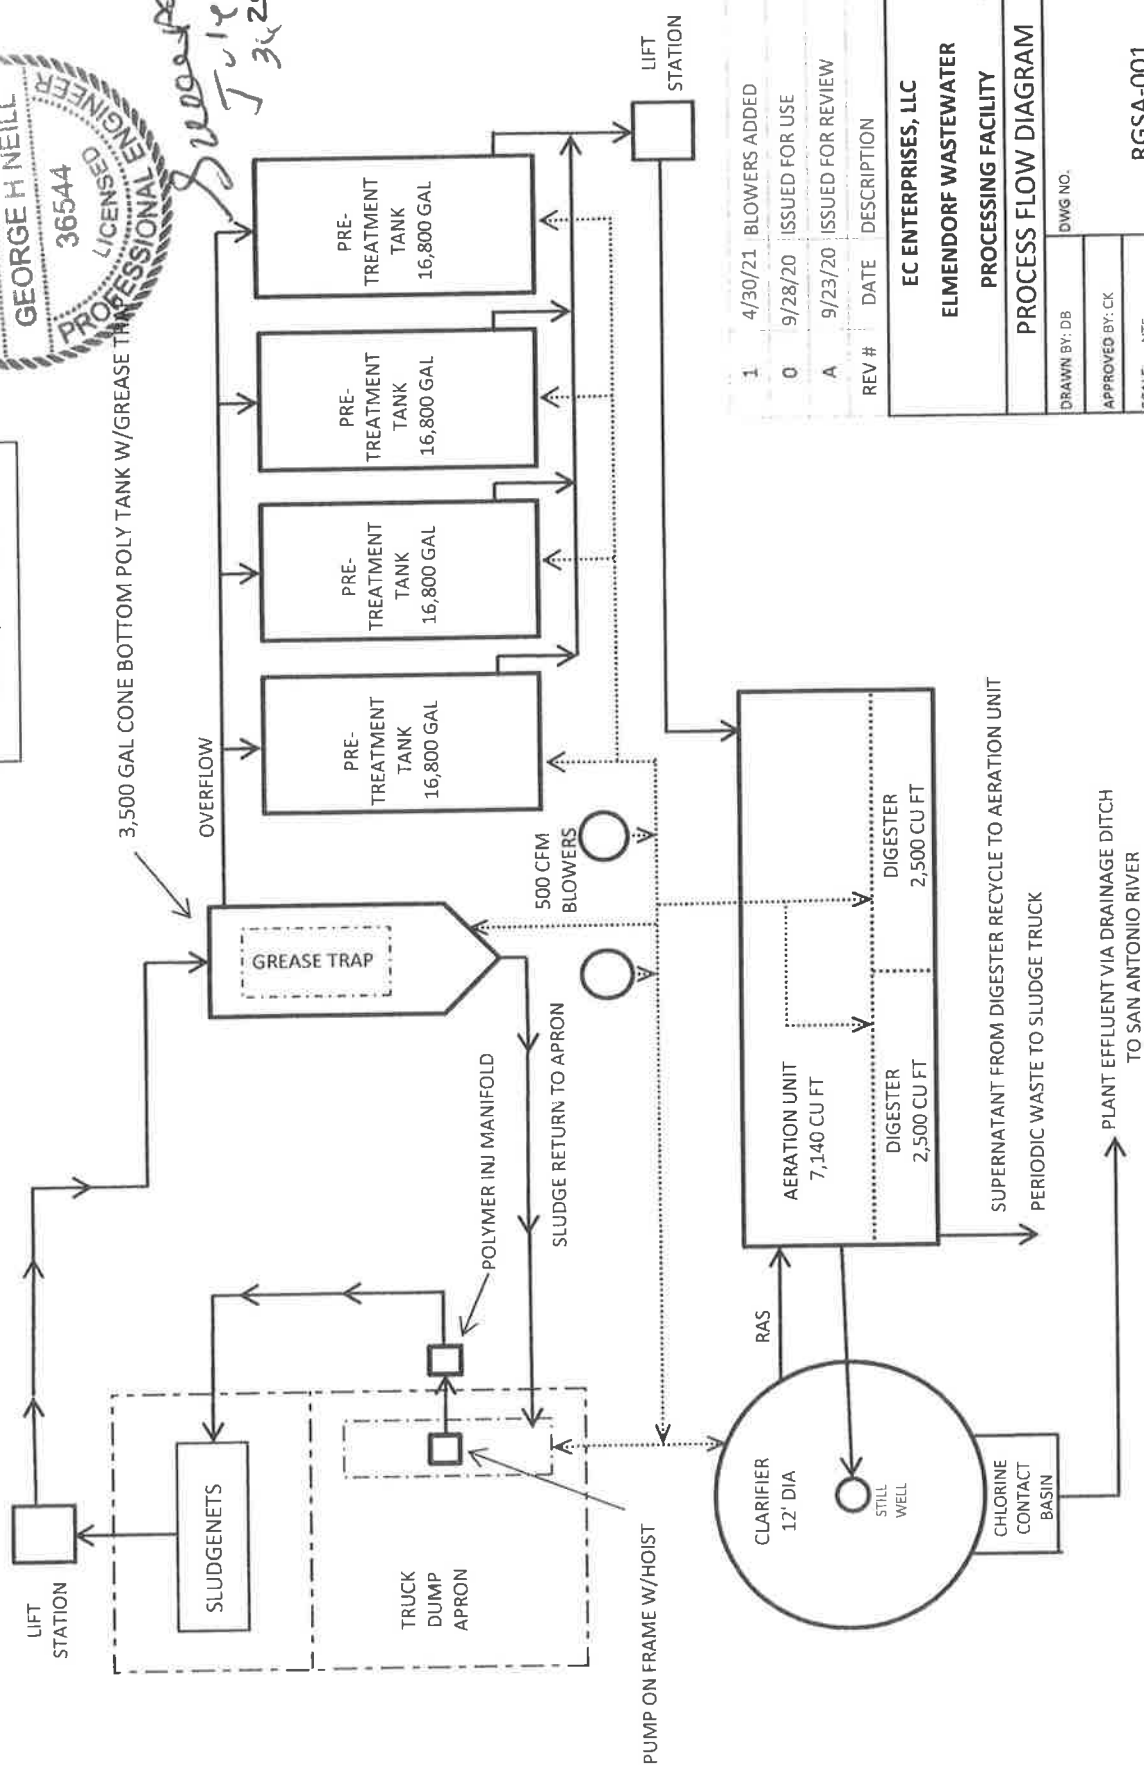 GEORGE H NEILL
36544
LICENSED
PROFESSIONAL ENGINEER
3,500 GAL CONE BOTTOM POLY TANK W/GREASE TRAP
OVERFLOW
LIFT
STATION
SLUDGENETS
TRUCK
DUMP
APRON
PUMP ON FRAME W/HOIST
POLYMER INJ MANIFOLD
SLUDGE RETURN TO APRON
GREASE TRAP
500 CFM
BLOWERS
PRE-
TREATMENT
TANK
16,800 GAL
PRE-
TREATMENT
TANK
16,800 GAL
PRE-
TREATMENT
TANK
16,800 GAL
PRE-
TREATMENT
TANK
16,800 GAL
LIFT
STATION
CLARIFIER
12' DIA
STILL
WELL
RAS
CHLORINE
CONTACT
BASIN
AERATION UNIT
7,140 CU FT
DIGESTER
2,500 CU FT
DIGESTER
2,500 CU FT
SUPERNATANT FROM DIGESTER RECYCLE TO AERATION UNIT
PERIODIC WASTE TO SLUDGE TRUCK
PLANT EFFLUENT VIA DRAINAGE DITCH
TO SAN ANTONIO RIVER
1 4/30/21 BLOWERS ADDED
0 9/28/20 ISSUED FOR USE
A 9/23/20 ISSUED FOR REVIEW
REV # DATE DESCRIPTION
EC ENTERPRISES, LLC
ELMENDORF WASTEWATER
PROCESSING FACILITY
PROCESS FLOW DIAGRAM
DRAWN BY: DB
DWG NO.
APPROVED BY: CK
RGSA-001